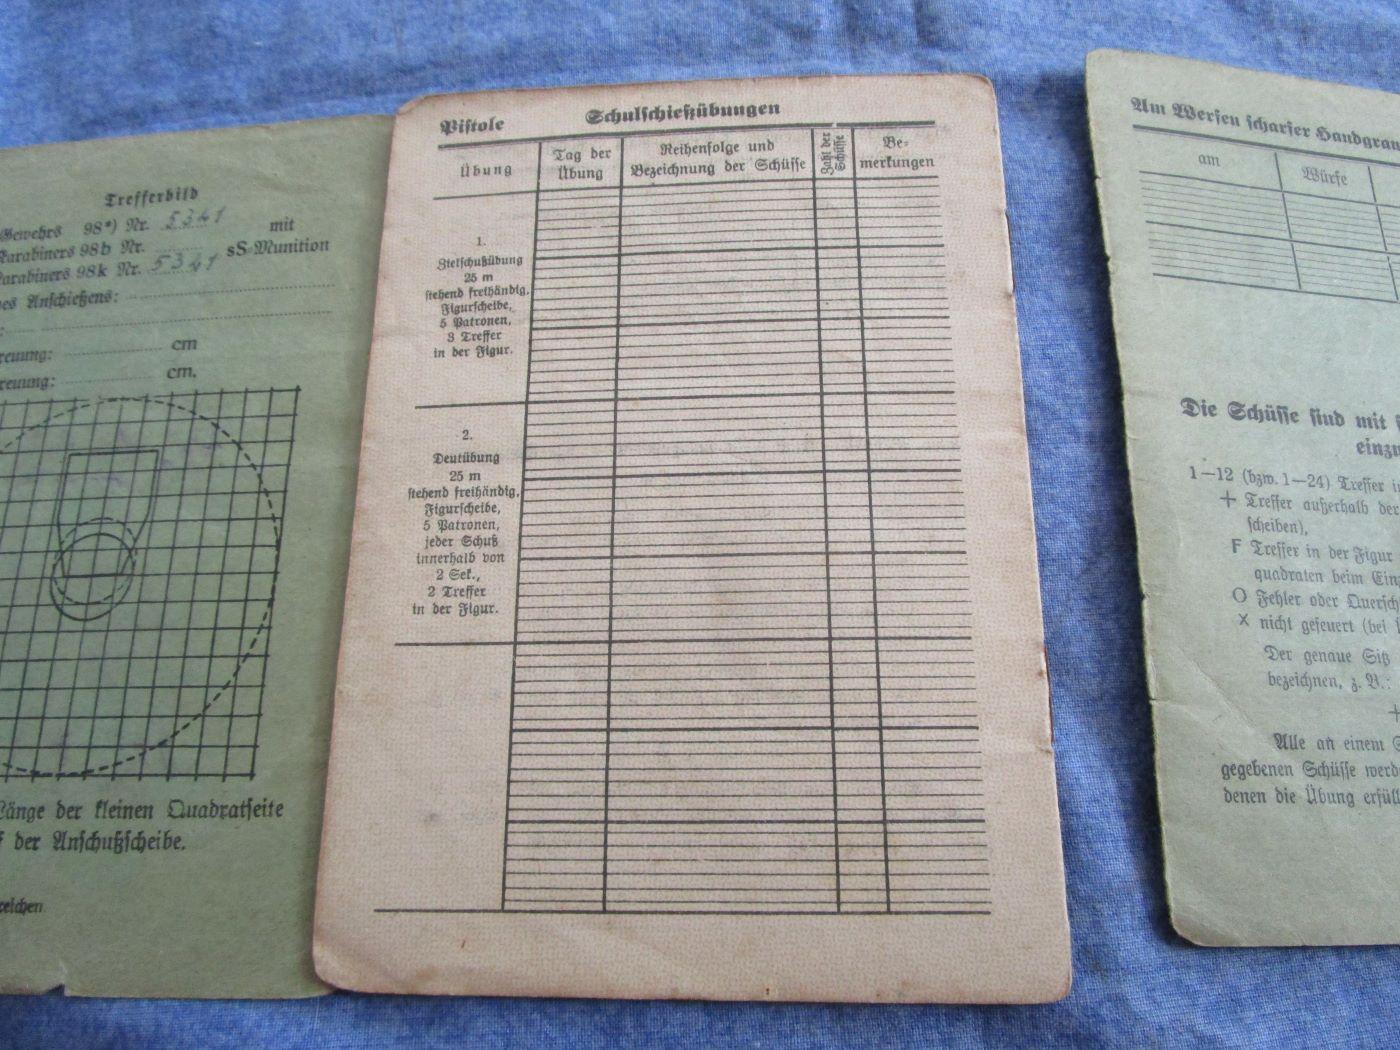 Trefferbild
Gewehrs 98*) Nr. 5341 mit
Karabiners 98b Nr. ........ sS-Munition
Karabiners 98k Nr. 5341
des Anschießens:
cm
cm.
Länge der kleinen Quadratseite
der Anschußscheibe.
Pistole Schulschießübungen
Übung
Tag der
Übung
Reihenfolge und
Bezeichnung der Schüsse
Zahl der
Schüsse
Be-
merkungen
1.
Zielschußübung
25 m
stehend freihändig,
Figurscheibe,
5 Patronen,
3 Treffer
in der Figur.
2.
Deutübung
25 m
stehend freihändig,
Figurscheibe,
5 Patronen,
jeder Schuß
innerhalb von
2 Sek.,
2 Treffer
in der Figur.
Am Werfen scharfer Handgran
am Würfe
Die Schüsse sind mit
einzu
1—12 (bzw. 1—24) Treffer
+ Treffer außerhalb der
scheiben),
F Treffer in der Figur
quadraten beim Ein
O Fehler oder Quersch
× nicht gefeuert (bei
Der genaue Sitz
bezeichnen, z. B.:
+
Alle an einem S
gegebenen Schüsse werd
denen die Übung erfüll